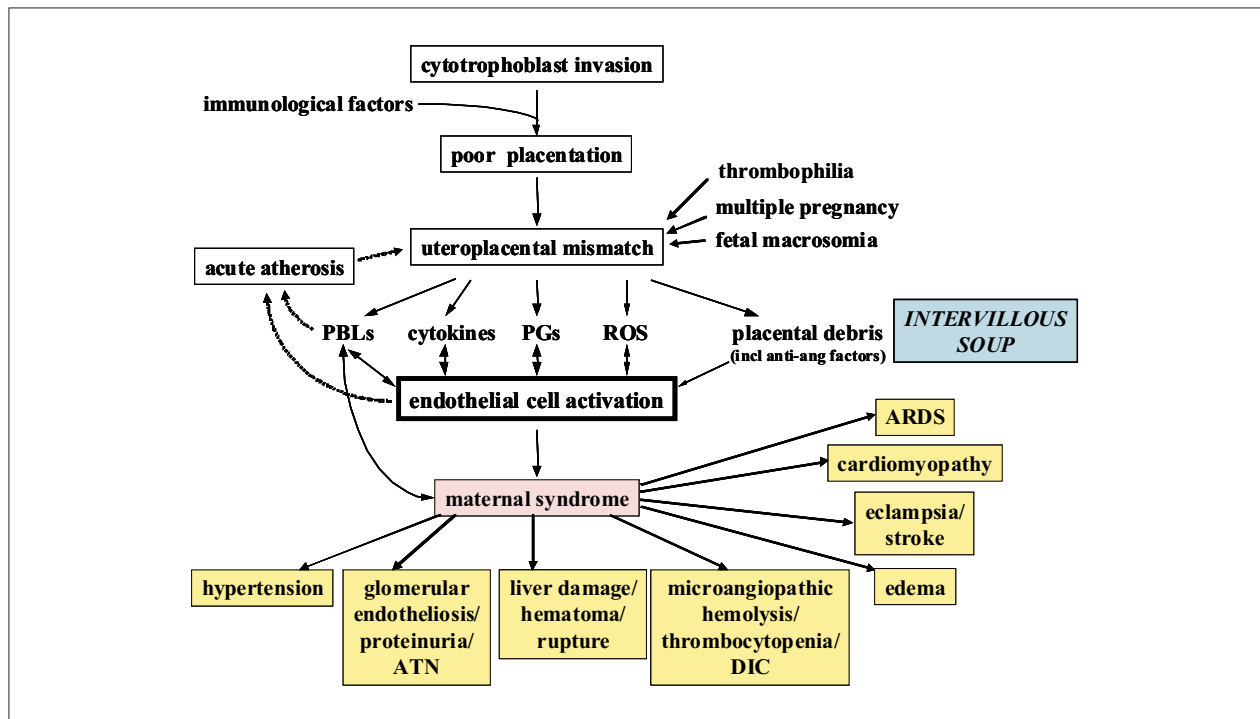 cytotrophoblast invasion
immunological factors
poor placentation
thrombophilia
multiple pregnancy
fetal macrosomia
uteroplacental mismatch
acute atherosis
PBLs
cytokines
PGs
ROS
placental debris
(incl anti-ang factors)
INTERVILLOUS
SOUP
endothelial cell activation
ARDS
cardiomyopathy
maternal syndrome
eclampsia/
stroke
hypertension
glomerular
endotheliosis/
proteinuria/
ATN
liver damage/
hematoma/
rupture
microangiopathic
hemolysis/
thrombocytopenia/
DIC
edema